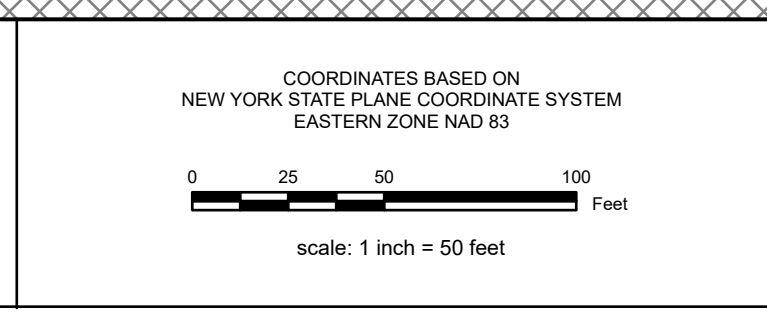 COORDINATES BASED ON
NEW YORK STATE PLANE COORDINATE SYSTEM
EASTERN ZONE NAD 83
0 25 50 100
Feet
scale: 1 inch = 50 feet